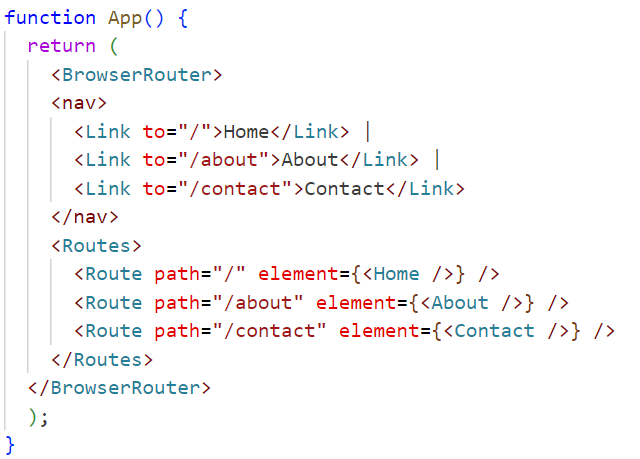 function App() {
  return (
    <BrowserRouter>
    <nav>
      <Link to="/">Home</Link> |
      <Link to="/about">About</Link> |
      <Link to="/contact">Contact</Link>
    </nav>
    <Routes>
      <Route path="/" element={<Home />} />
      <Route path="/about" element={<About />} />
      <Route path="/contact" element={<Contact />} />
    </Routes>
  </BrowserRouter>
  );
}